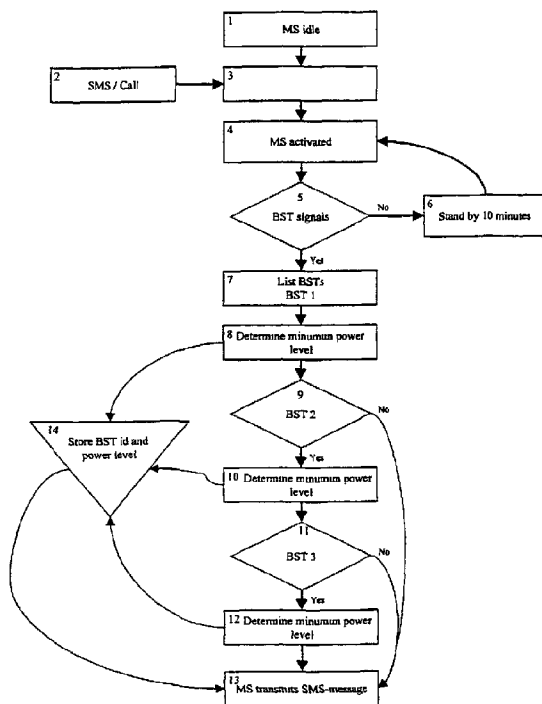 1
MS idle
2
SMS / Call
3
4
MS activated
5
BST signals
No
6
Stand by 10 minutes
Yes
7
List BSTs
BST 1
8 Determine minimum power
level
9
BST 2
No
14
Store BST id and
power level
Yes
10 Determine minimum power
level
11
BST 3
No
Yes
12 Determine minimum power
level
13
MS transmits SMS-message